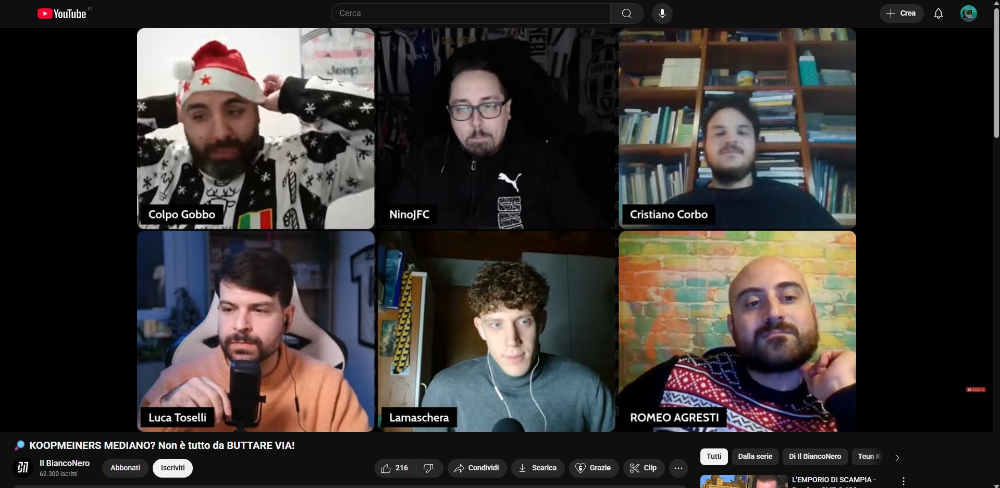 YouTube IT
Cerca
Crea
Jeep
Colpo Gobbo
NinoJFC
Cristiano Corbo
Luca Toselli
Lamaschera
ROMEO AGRESTI
ISCRIVITI
KOOPMEINERS MEDIANO? Non è tutto da BUTTARE VIA!
Il BiancoNero
62.300 iscritti
Abbonati
Iscriviti
216
Condividi
Scarica
Grazie
Clip
Tutti
Dalla serie
Di Il BiancoNero
Teun
L'EMPORIO DI SCAMPIA -